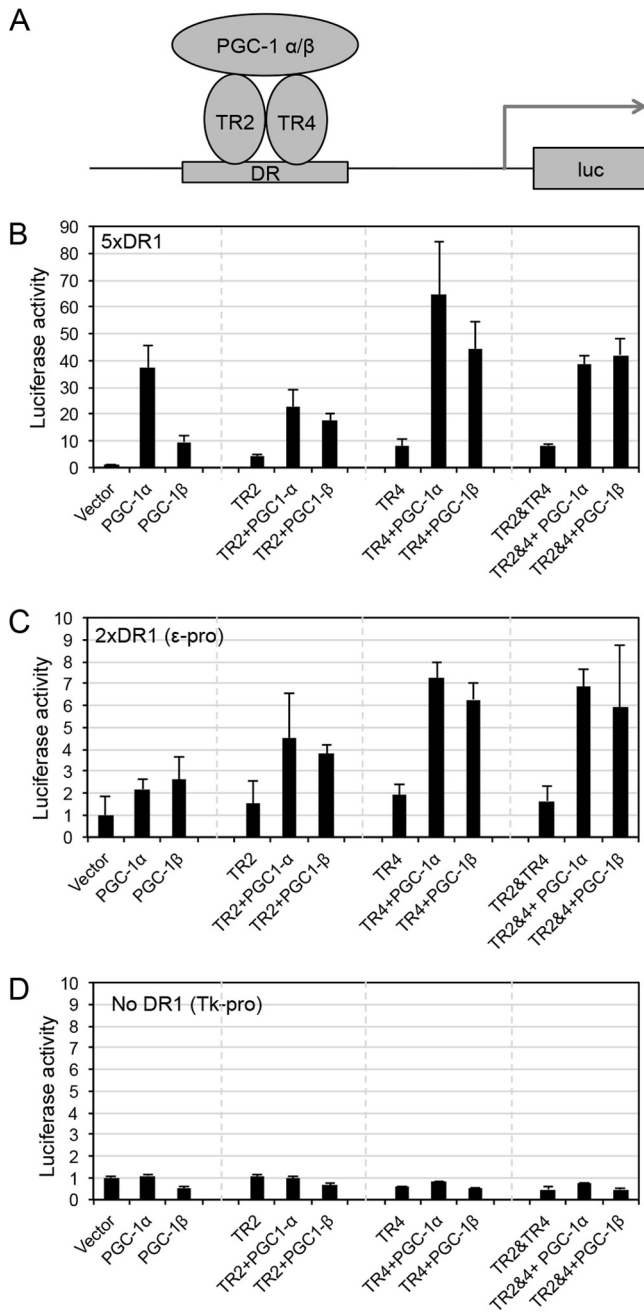 A
PGC-1 α/β
TR2
TR4
DR
luc
B
5xDR1
Luciferase activity
90
80
70
60
50
40
30
20
10
0
Vector
PGC-1α
PGC-1β
TR2
TR2+PGC1-α
TR2+PGC1-β
TR4
TR4+PGC-1α
TR4+PGC-1β
TR2&TR4
TR2&4+ PGC-1α
TR2&4+PGC-1β
C
2xDR1 (ε-pro)
Luciferase activity
10
9
8
7
6
5
4
3
2
1
0
Vector
PGC-1α
PGC-1β
TR2
TR2+PGC1-α
TR2+PGC1-β
TR4
TR4+PGC-1α
TR4+PGC-1β
TR2&TR4
TR2&4+ PGC-1α
TR2&4+PGC-1β
D
No DR1 (Tk-pro)
Luciferase activity
10
9
8
7
6
5
4
3
2
1
0
Vector
PGC-1α
PGC-1β
TR2
TR2+PGC1-α
TR2+PGC1-β
TR4
TR4+PGC-1α
TR4+PGC-1β
TR2&TR4
TR2&4+ PGC-1α
TR2&4+PGC-1β